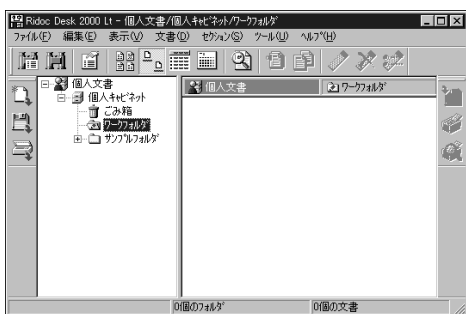 Ridoc Desk 2000 Lt - 個人文書/個人ｷｬﾋﾞﾈｯﾄ/ﾜｰｸﾌｫﾙﾀﾞ
ﾌｧｲﾙ(F) 編集(E) 表示(V) 文書(D) ｾｸｼｮﾝ(S) ﾂｰﾙ(U) ﾍﾙﾌﾟ(H)
個人文書
個人ｷｬﾋﾞﾈｯﾄ
ごみ箱
ﾜｰｸﾌｫﾙﾀﾞ
ｻﾝﾌﾟﾙﾌｫﾙﾀﾞ
個人文書 ﾜｰｸﾌｫﾙﾀﾞ
0個のﾌｫﾙﾀﾞ 0個の文書